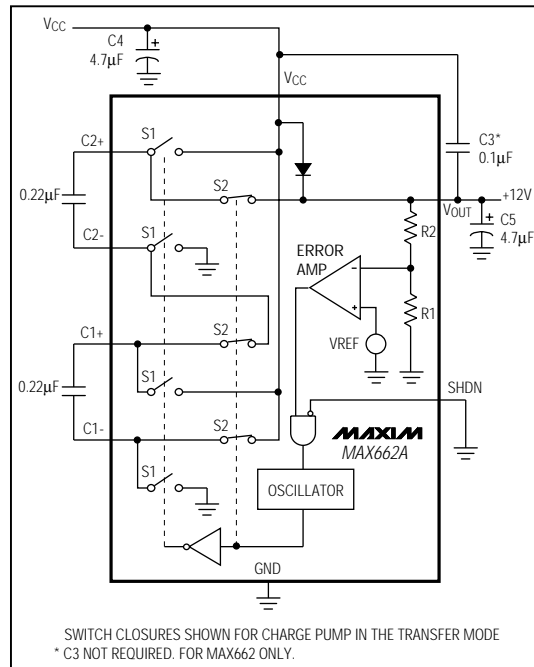 VCC
C4
4.7µF
VCC
C2+
S1
C3*
0.1µF
0.22µF
S2
+12V
VOUT
C5
4.7µF
C2-
S1
R2
ERROR
AMP
-
+
R1
C1+
S2
VREF
0.22µF
S1
SHDN
C1-
S2
MAXIM
MAX662A
S1
OSCILLATOR
GND
SWITCH CLOSURES SHOWN FOR CHARGE PUMP IN THE TRANSFER MODE
* C3 NOT REQUIRED. FOR MAX662 ONLY.